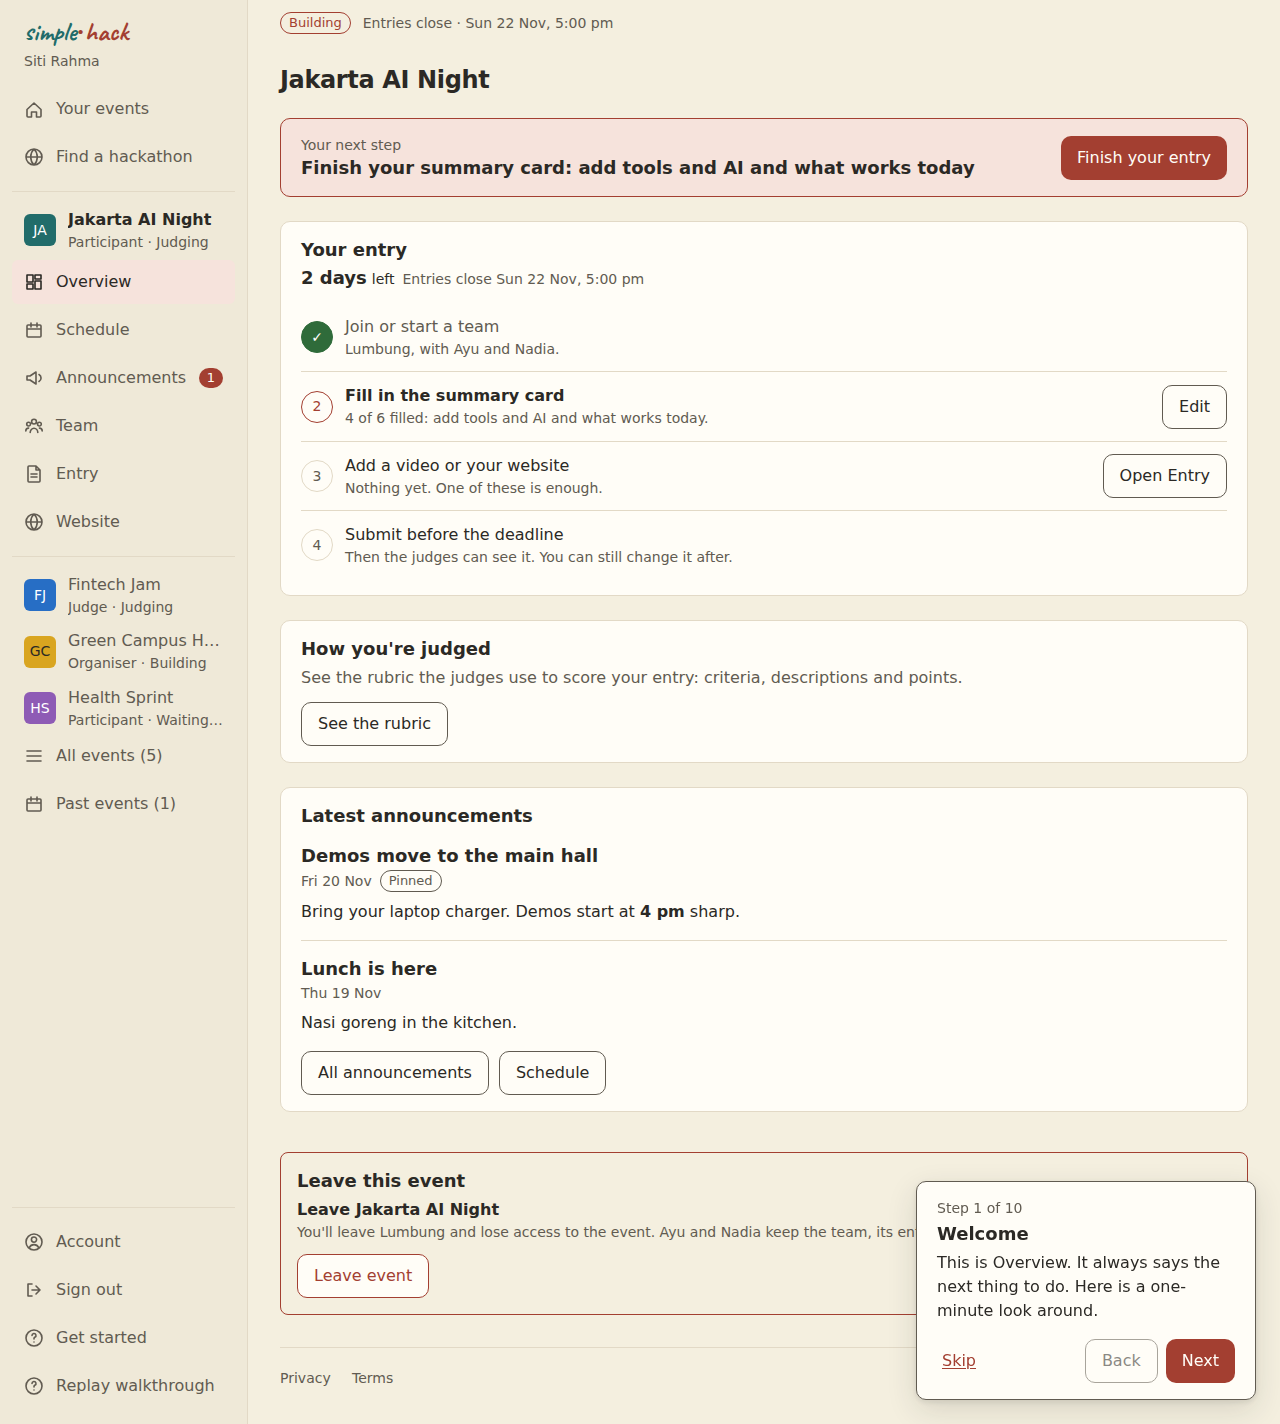 simple·hack
Siti Rahma
Your events
Find a hackathon
JA
Jakarta AI Night
Participant · Judging
Overview
Schedule
Announcements 1
Team
Entry
Website
FJ
Fintech Jam
Judge · Judging
GC
Green Campus H…
Organiser · Building
HS
Health Sprint
Participant · Waiting…
All events (5)
Past events (1)
Account
Sign out
Get started
Replay walkthrough
Building Entries close · Sun 22 Nov, 5:00 pm
Jakarta AI Night
Your next step
Finish your summary card: add tools and AI and what works today
Finish your entry
Your entry
2 days left Entries close Sun 22 Nov, 5:00 pm
✓
Join or start a team
Lumbung, with Ayu and Nadia.
2
Fill in the summary card
4 of 6 filled: add tools and AI and what works today.
Edit
3
Add a video or your website
Nothing yet. One of these is enough.
Open Entry
4
Submit before the deadline
Then the judges can see it. You can still change it after.
How you're judged
See the rubric the judges use to score your entry: criteria, descriptions and points.
See the rubric
Latest announcements
Demos move to the main hall
Fri 20 Nov Pinned
Bring your laptop charger. Demos start at 4 pm sharp.
Lunch is here
Thu 19 Nov
Nasi goreng in the kitchen.
All announcements Schedule
Leave this event
Leave Jakarta AI Night
You'll leave Lumbung and lose access to the event. Ayu and Nadia keep the team, its
Leave event
Privacy Terms
Step 1 of 10
Welcome
This is Overview. It always says the
next thing to do. Here is a one-
minute look around.
Skip Back Next